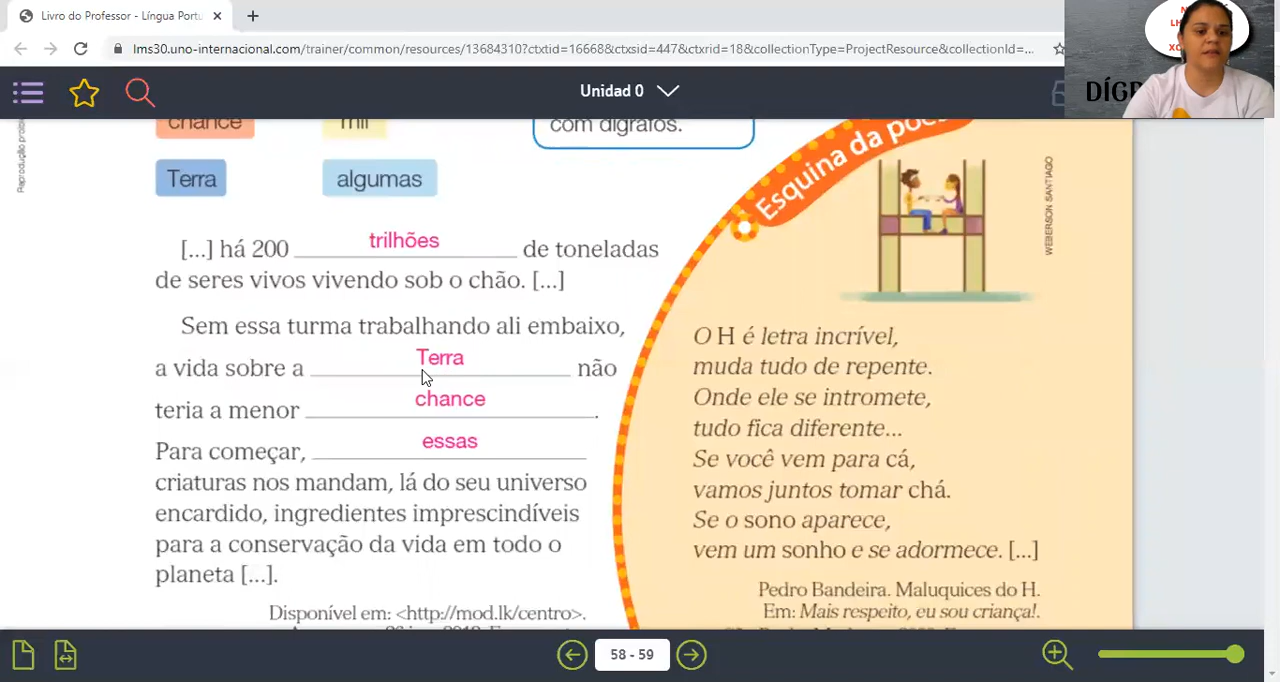 Livro do Professor - Língua Portu
lms30.uno-internacional.com/trainer/common/resources/13684310?ctxtid=16668&ctxsid=447&ctxrid=18&collectionType=ProjectResource&collectionId=...
Unidad 0
DÍG
chance
mil
com dígrafos.
Terra
algumas
Esquina da
WEBERSON SANTIAGO
[...] há 200 trilhões de toneladas
de seres vivos vivendo sob o chão. [...]
Sem essa turma trabalhando ali embaixo,
a vida sobre a Terra não
teria a menor chance.
Para começar, essas
criaturas nos mandam, lá do seu universo
encardido, ingredientes imprescindíveis
para a conservação da vida em todo o
planeta [...].
Disponível em: <http://mod.lk/centro>.
O H é letra incrível,
muda tudo de repente.
Onde ele se intromete,
tudo fica diferente...
Se você vem para cá,
vamos juntos tomar chá.
Se o sono aparece,
vem um sonho e se adormece. [...]
Pedro Bandeira. Maluquices do H.
Em: Mais respeito, eu sou criança!.
58 - 59